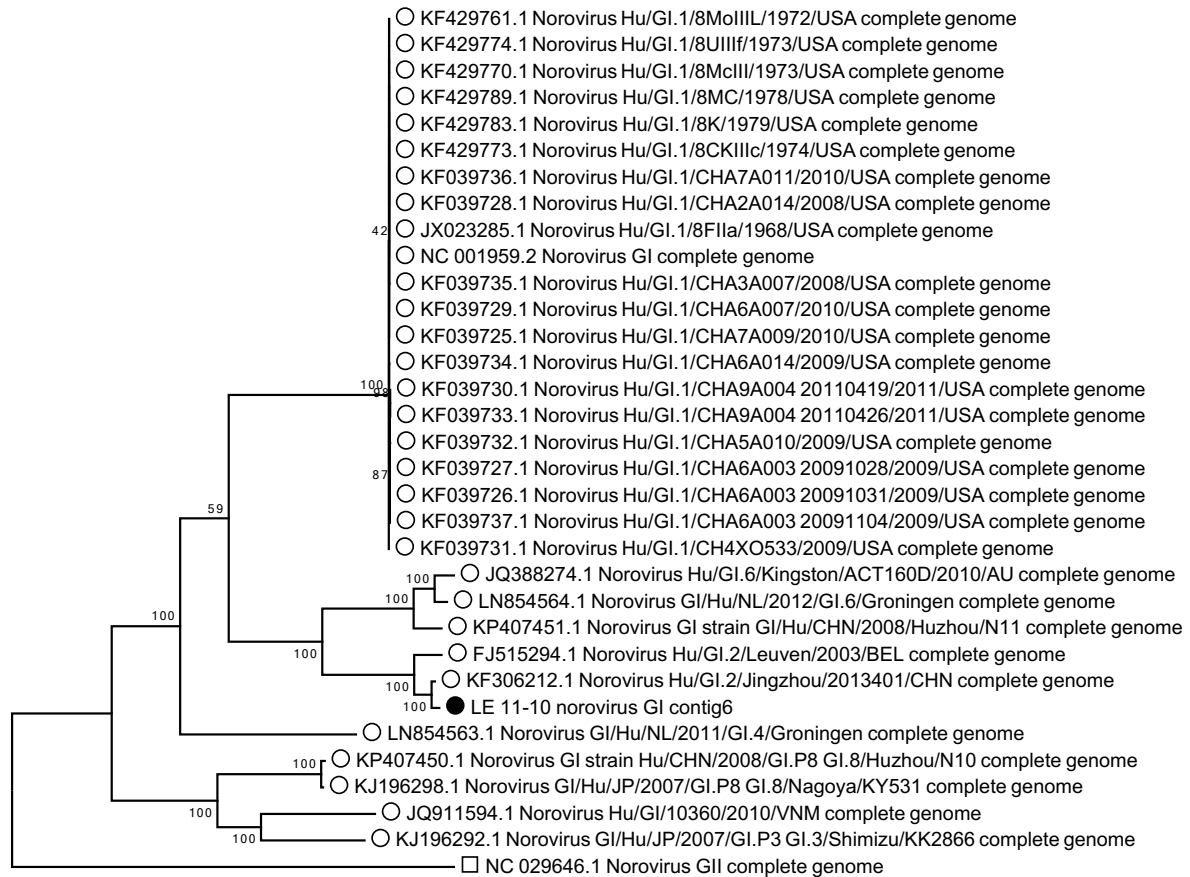 KF429761.1 Norovirus Hu/GI.1/8MoIIIL/1972/USA complete genome
KF429774.1 Norovirus Hu/GI.1/8UIIIf/1973/USA complete genome
KF429770.1 Norovirus Hu/GI.1/8McIII/1973/USA complete genome
KF429789.1 Norovirus Hu/GI.1/8MC/1978/USA complete genome
KF429783.1 Norovirus Hu/GI.1/8K/1979/USA complete genome
KF429773.1 Norovirus Hu/GI.1/8CKIIIc/1974/USA complete genome
KF039736.1 Norovirus Hu/GI.1/CHA7A011/2010/USA complete genome
KF039728.1 Norovirus Hu/GI.1/CHA2A014/2008/USA complete genome
42 JX023285.1 Norovirus Hu/GI.1/8FIIa/1968/USA complete genome
NC 001959.2 Norovirus GI complete genome
KF039735.1 Norovirus Hu/GI.1/CHA3A007/2008/USA complete genome
KF039729.1 Norovirus Hu/GI.1/CHA6A007/2010/USA complete genome
KF039725.1 Norovirus Hu/GI.1/CHA7A009/2010/USA complete genome
KF039734.1 Norovirus Hu/GI.1/CHA6A014/2009/USA complete genome
100 98 KF039730.1 Norovirus Hu/GI.1/CHA9A004 20110419/2011/USA complete genome
KF039733.1 Norovirus Hu/GI.1/CHA9A004 20110426/2011/USA complete genome
KF039732.1 Norovirus Hu/GI.1/CHA5A010/2009/USA complete genome
87 KF039727.1 Norovirus Hu/GI.1/CHA6A003 20091028/2009/USA complete genome
KF039726.1 Norovirus Hu/GI.1/CHA6A003 20091031/2009/USA complete genome
59 KF039737.1 Norovirus Hu/GI.1/CHA6A003 20091104/2009/USA complete genome
KF039731.1 Norovirus Hu/GI.1/CH4XO533/2009/USA complete genome
100 JQ388274.1 Norovirus Hu/GI.6/Kingston/ACT160D/2010/AU complete genome
100 LN854564.1 Norovirus GI/Hu/NL/2012/GI.6/Groningen complete genome
100 KP407451.1 Norovirus GI strain GI/Hu/CHN/2008/Huzhou/N11 complete genome
100 FJ515294.1 Norovirus Hu/GI.2/Leuven/2003/BEL complete genome
100 KF306212.1 Norovirus Hu/GI.2/Jingzhou/2013401/CHN complete genome
100 LE 11-10 norovirus GI contig6
LN854563.1 Norovirus GI/Hu/NL/2011/GI.4/Groningen complete genome
100 KP407450.1 Norovirus GI strain Hu/CHN/2008/GI.P8 GI.8/Huzhou/N10 complete genome
KJ196298.1 Norovirus GI/Hu/JP/2007/GI.P8 GI.8/Nagoya/KY531 complete genome
100 JQ911594.1 Norovirus Hu/GI/10360/2010/VNM complete genome
100 KJ196292.1 Norovirus GI/Hu/JP/2007/GI.P3 GI.3/Shimizu/KK2866 complete genome
NC 029646.1 Norovirus GII complete genome